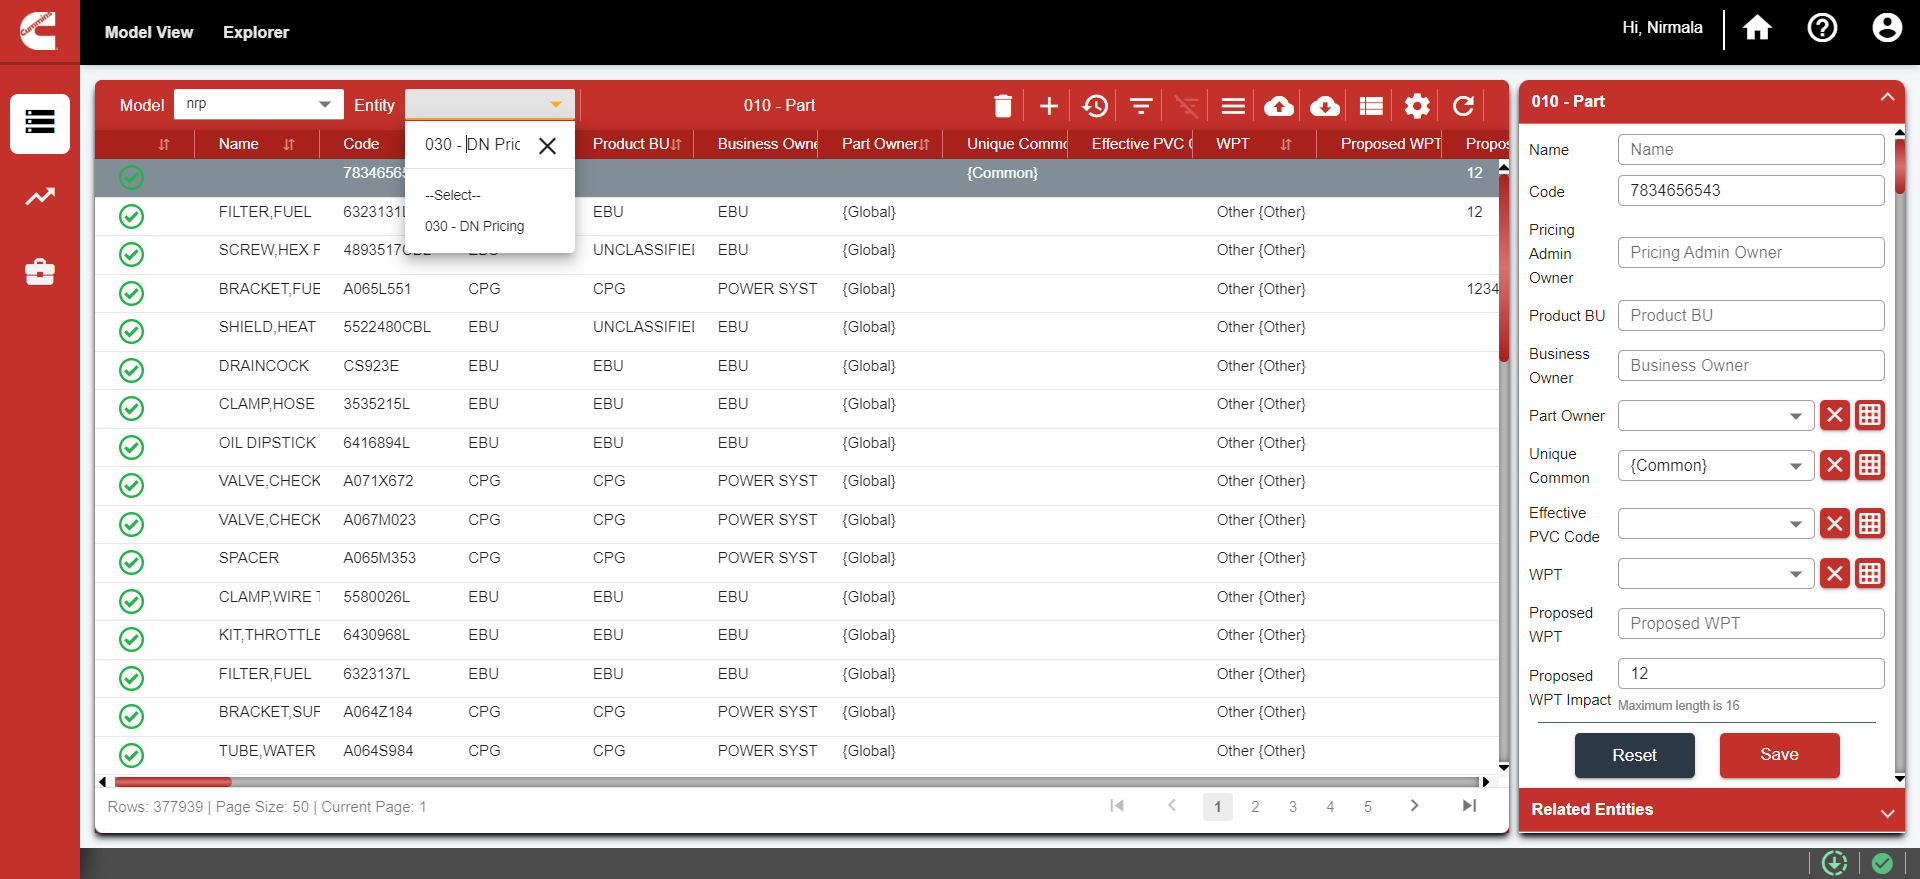 Cummins
Model View
Explorer
Hi, Nirmala
Model
nrp
Entity
010 - Part
Name
Code
Product BU
Business Owne
Part Owner
Unique Commo
Effective PVC
WPT
Proposed WPT
Propos
030 - DN Pric
--Select--
030 - DN Pricing
7834656 {Common} 12
FILTER,FUEL 6323131 EBU EBU {Global} Other {Other} 12
SCREW,HEX F 4893517CBL EBU UNCLASSIFIE EBU {Global} Other {Other}
BRACKET,FUE A065L551 CPG CPG POWER SYST {Global} Other {Other} 1234
SHIELD,HEAT 5522480CBL EBU UNCLASSIFIE EBU {Global} Other {Other}
DRAINCOCK CS923E EBU EBU EBU {Global} Other {Other}
CLAMP,HOSE 3535215L EBU EBU EBU {Global} Other {Other}
OIL DIPSTICK 6416894L EBU EBU EBU {Global} Other {Other}
VALVE,CHECK A071X672 CPG CPG POWER SYST {Global} Other {Other}
VALVE,CHECK A067M023 CPG CPG POWER SYST {Global} Other {Other}
SPACER A065M353 CPG CPG POWER SYST {Global} Other {Other}
CLAMP,WIRE T 5580026L EBU EBU EBU {Global} Other {Other}
KIT,THROTTLE 6430968L EBU EBU EBU {Global} Other {Other}
FILTER,FUEL 6323137L EBU EBU EBU {Global} Other {Other}
BRACKET,SUF A064Z184 CPG CPG POWER SYST {Global} Other {Other}
TUBE,WATER A064S984 CPG CPG POWER SYST {Global} Other {Other}
Rows: 377939 | Page Size: 50 | Current Page: 1
1 2 3 4 5
010 - Part
Name
Name
Code
7834656543
Pricing
Admin
Owner
Pricing Admin Owner
Product BU
Product BU
Business
Owner
Business Owner
Part Owner
Unique
Common
{Common}
Effective
PVC Code
WPT
Proposed
WPT
Proposed WPT
Proposed
WPT Impact
12
Maximum length is 16
Reset
Save
Related Entities